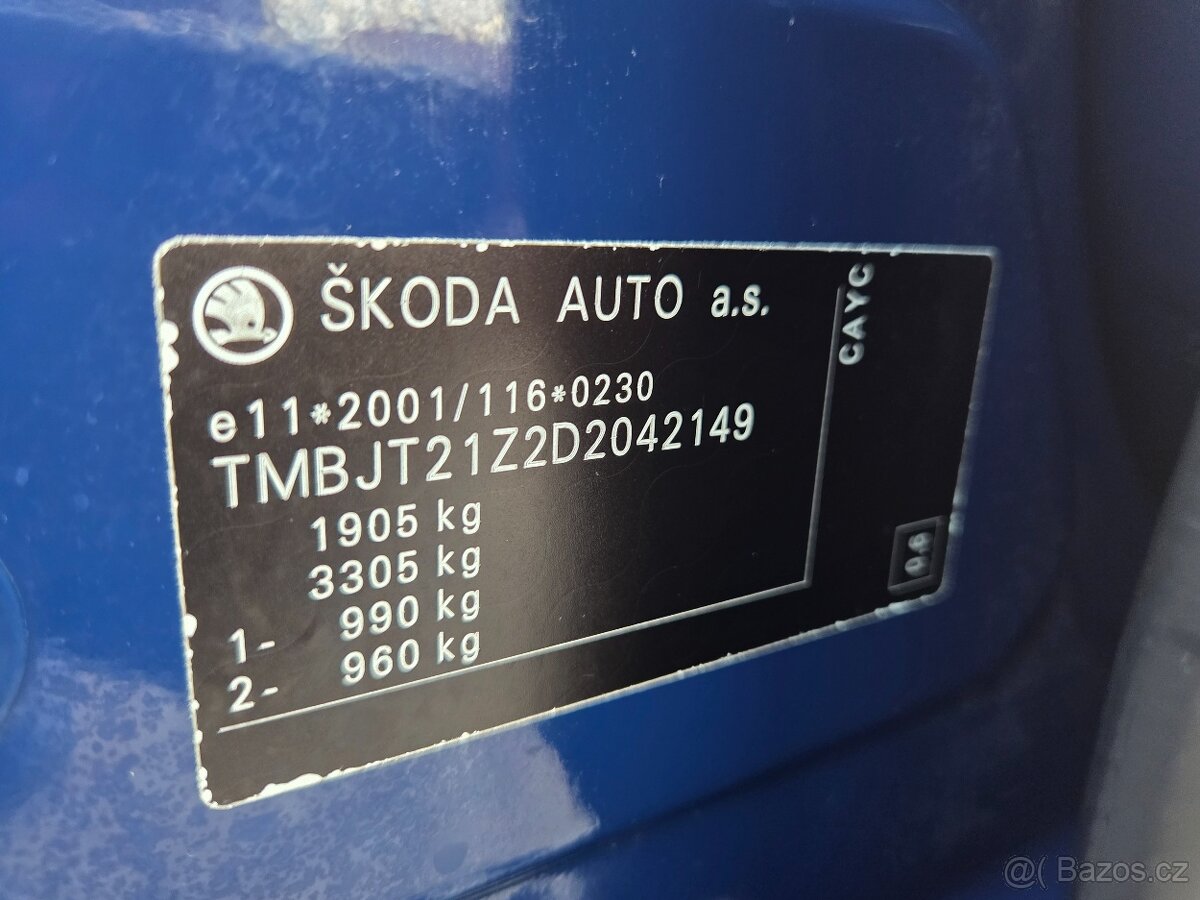 ŠKODA AUTO a.s.
e11*2001/116*0230
TMBJT21Z2D2042149
1905 kg
3305 kg
1- 990 kg
2- 960 kg
CAYC
@( Bazos.cz